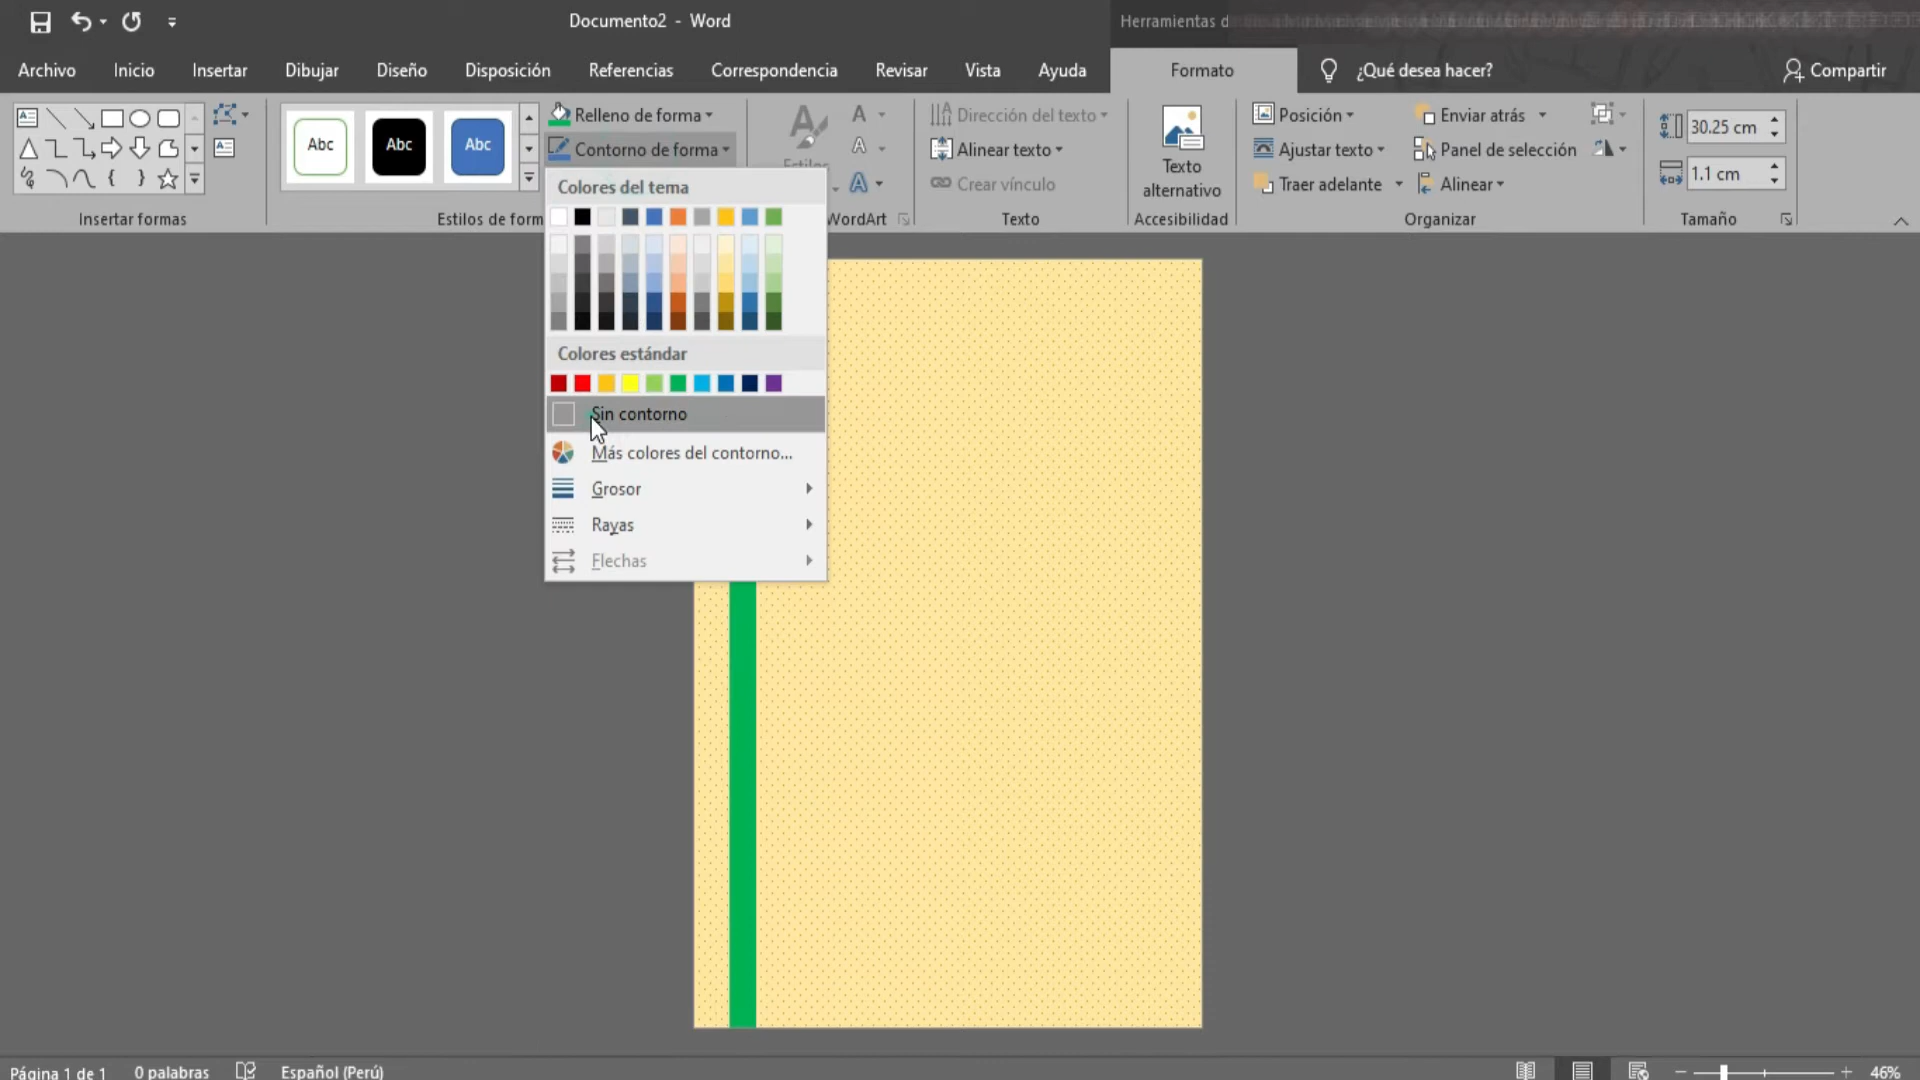 Documento2 - Word
Herramientas d
Archivo
Inicio
Insertar
Dibujar
Diseño
Disposición
Referencias
Correspondencia
Revisar
Vista
Ayuda
Formato
¿Qué desea hacer?
Compartir
Abc
Abc
Abc
Relleno de forma
Contorno de forma
Dirección del texto
Alinear texto
Crear vínculo
Texto
alternativo
Posición
Ajustar texto
Traer adelante
Enviar atrás
Panel de selección
Alinear
30.25 cm
1.1 cm
Insertar formas
Estilos de form
WordArt
Texto
Accesibilidad
Organizar
Tamaño
Colores del tema
Colores estándar
Sin contorno
Más colores del contorno...
Grosor
Rayas
Flechas
Página 1 de 1
0 palabras
Español (Perú)
46%